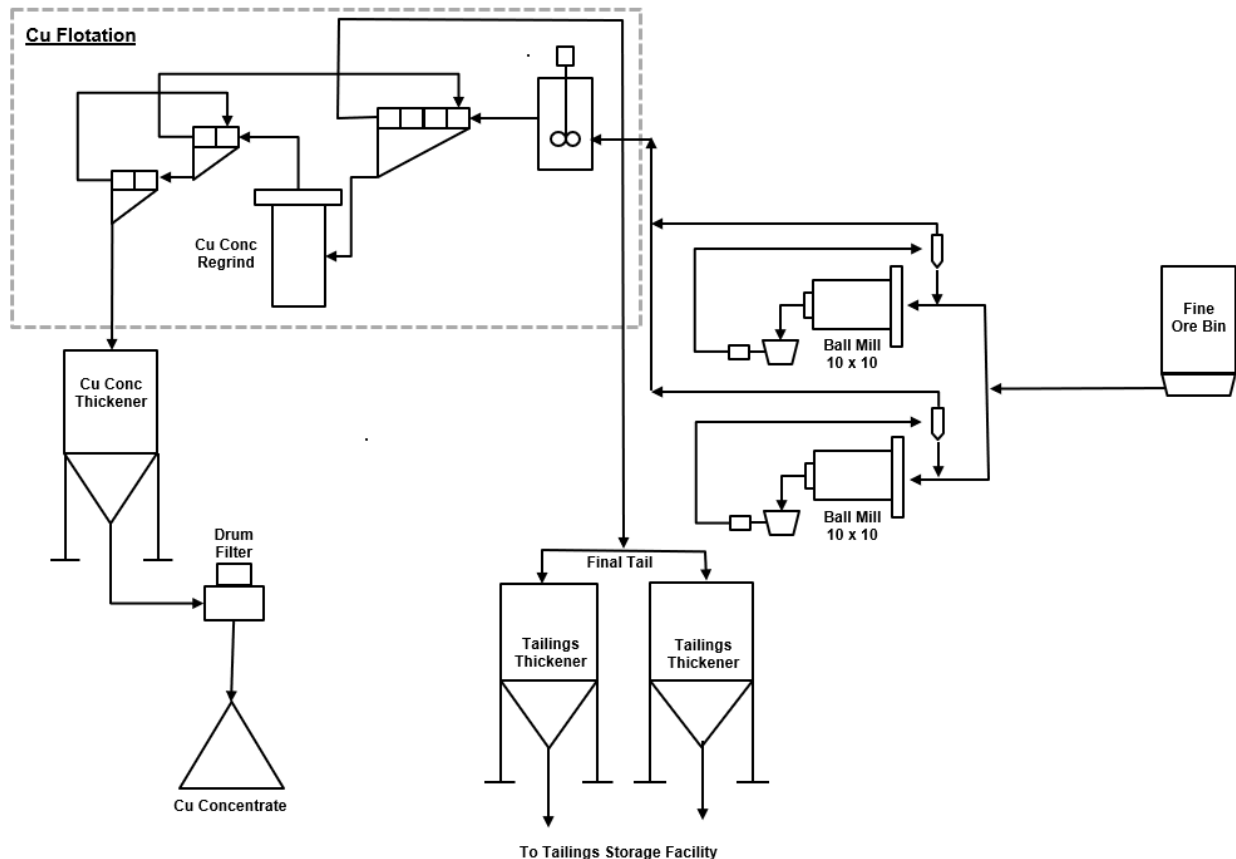 Cu Flotation
Cu Conc
Regrind
Fine
Ore Bin
Ball Mill
10 x 10
Cu Conc
Thickener
Ball Mill
10 x 10
Drum
Filter
Final Tail
Tailings
Thickener
Tailings
Thickener
Cu Concentrate
To Tailings Storage Facility